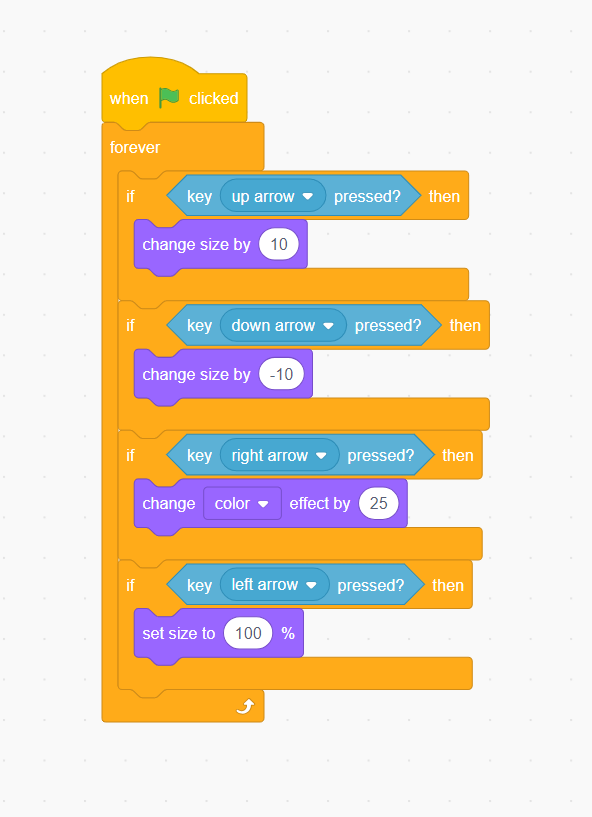 when clicked
forever
if key up arrow pressed? then
change size by 10
if key down arrow pressed? then
change size by -10
if key right arrow pressed? then
change color effect by 25
if key left arrow pressed? then
set size to 100 %